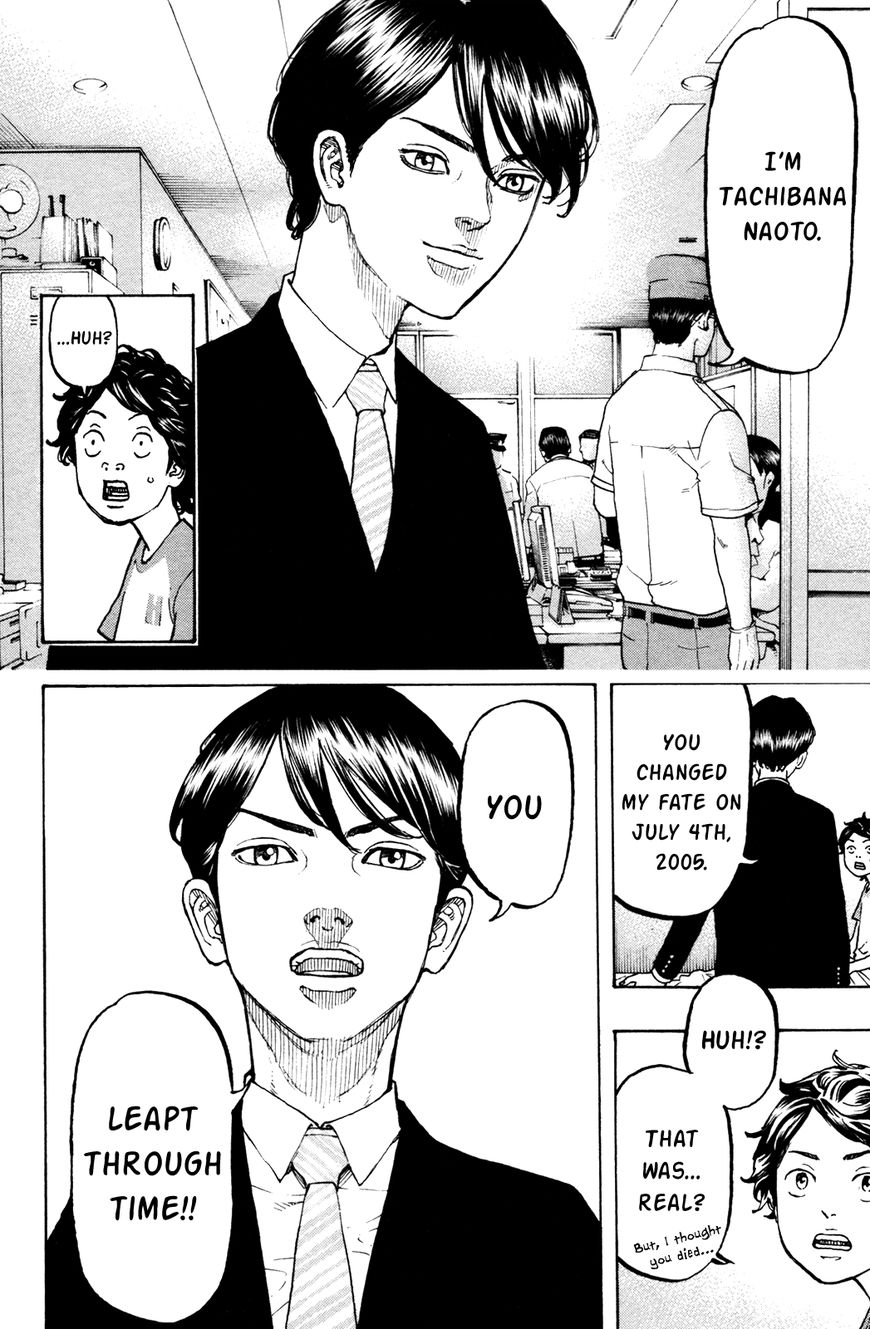 I'M
TACHIBANA
NAOTO.
...HUH?
YOU
CHANGED
MY FATE ON
JULY 4TH,
2005.
HUH!?
THAT
WAS...
REAL?
But, I thought
you died...
YOU
LEAPT
THROUGH
TIME!!